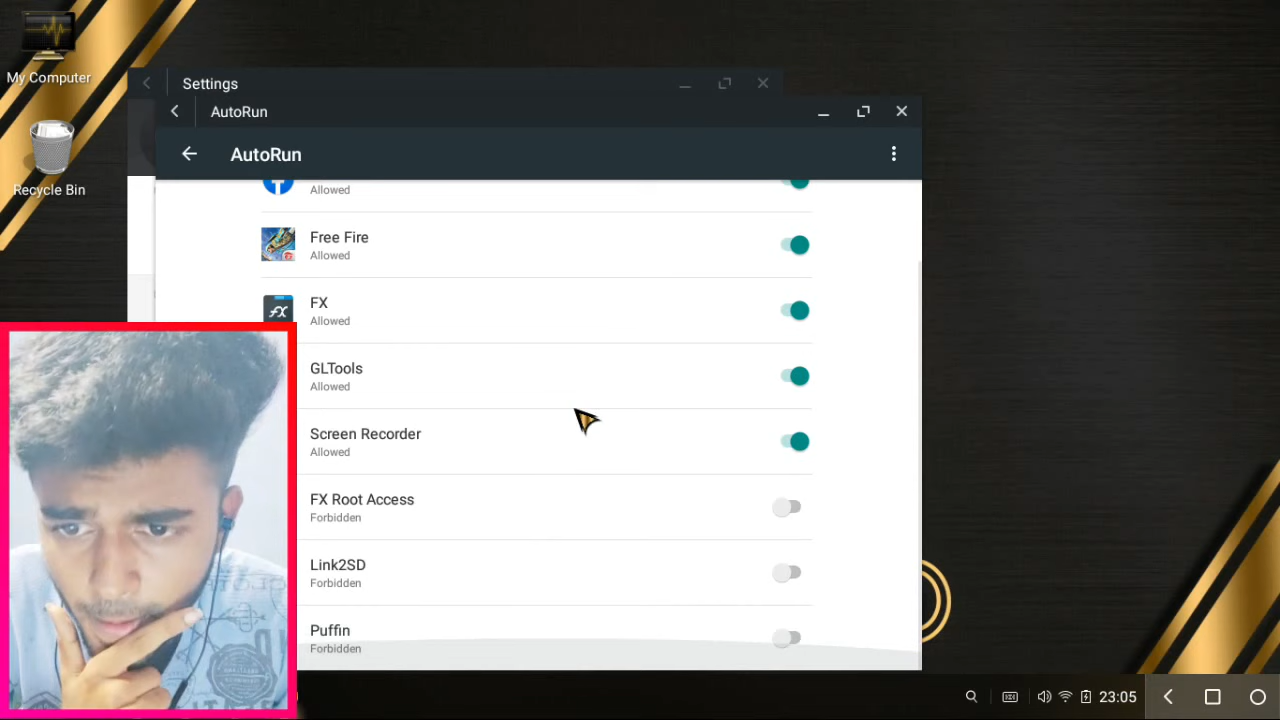 My Computer
Recycle Bin
Settings
AutoRun
AutoRun
Allowed
Free Fire
Allowed
FX
FX
Allowed
GLTools
Allowed
Screen Recorder
Allowed
FX Root Access
Forbidden
Link2SD
Forbidden
Puffin
Forbidden
23:05